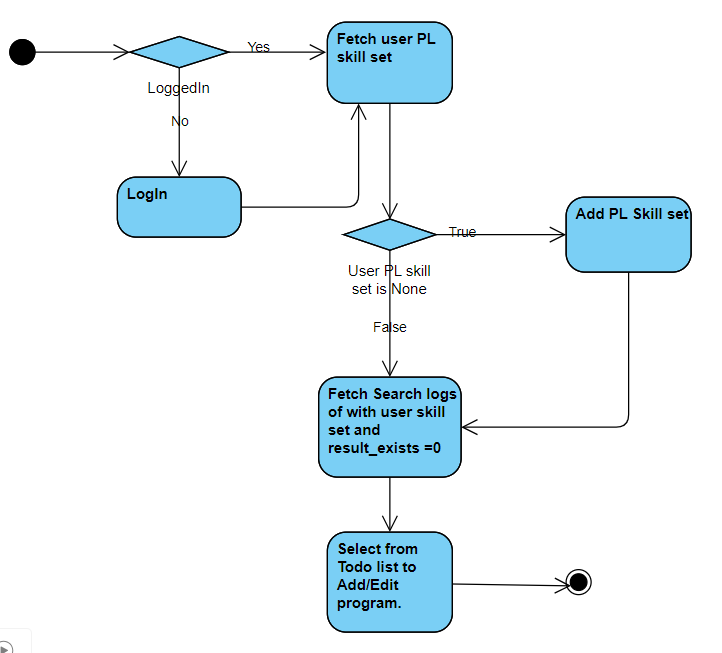 Yes
Fetch user PL
skill set
LoggedIn
No
LogIn
True
Add PL Skill set
User PL skill
set is None
False
Fetch Search logs
of with user skill
set and
result_exists =0
Select from
Todo list to
Add/Edit
program.